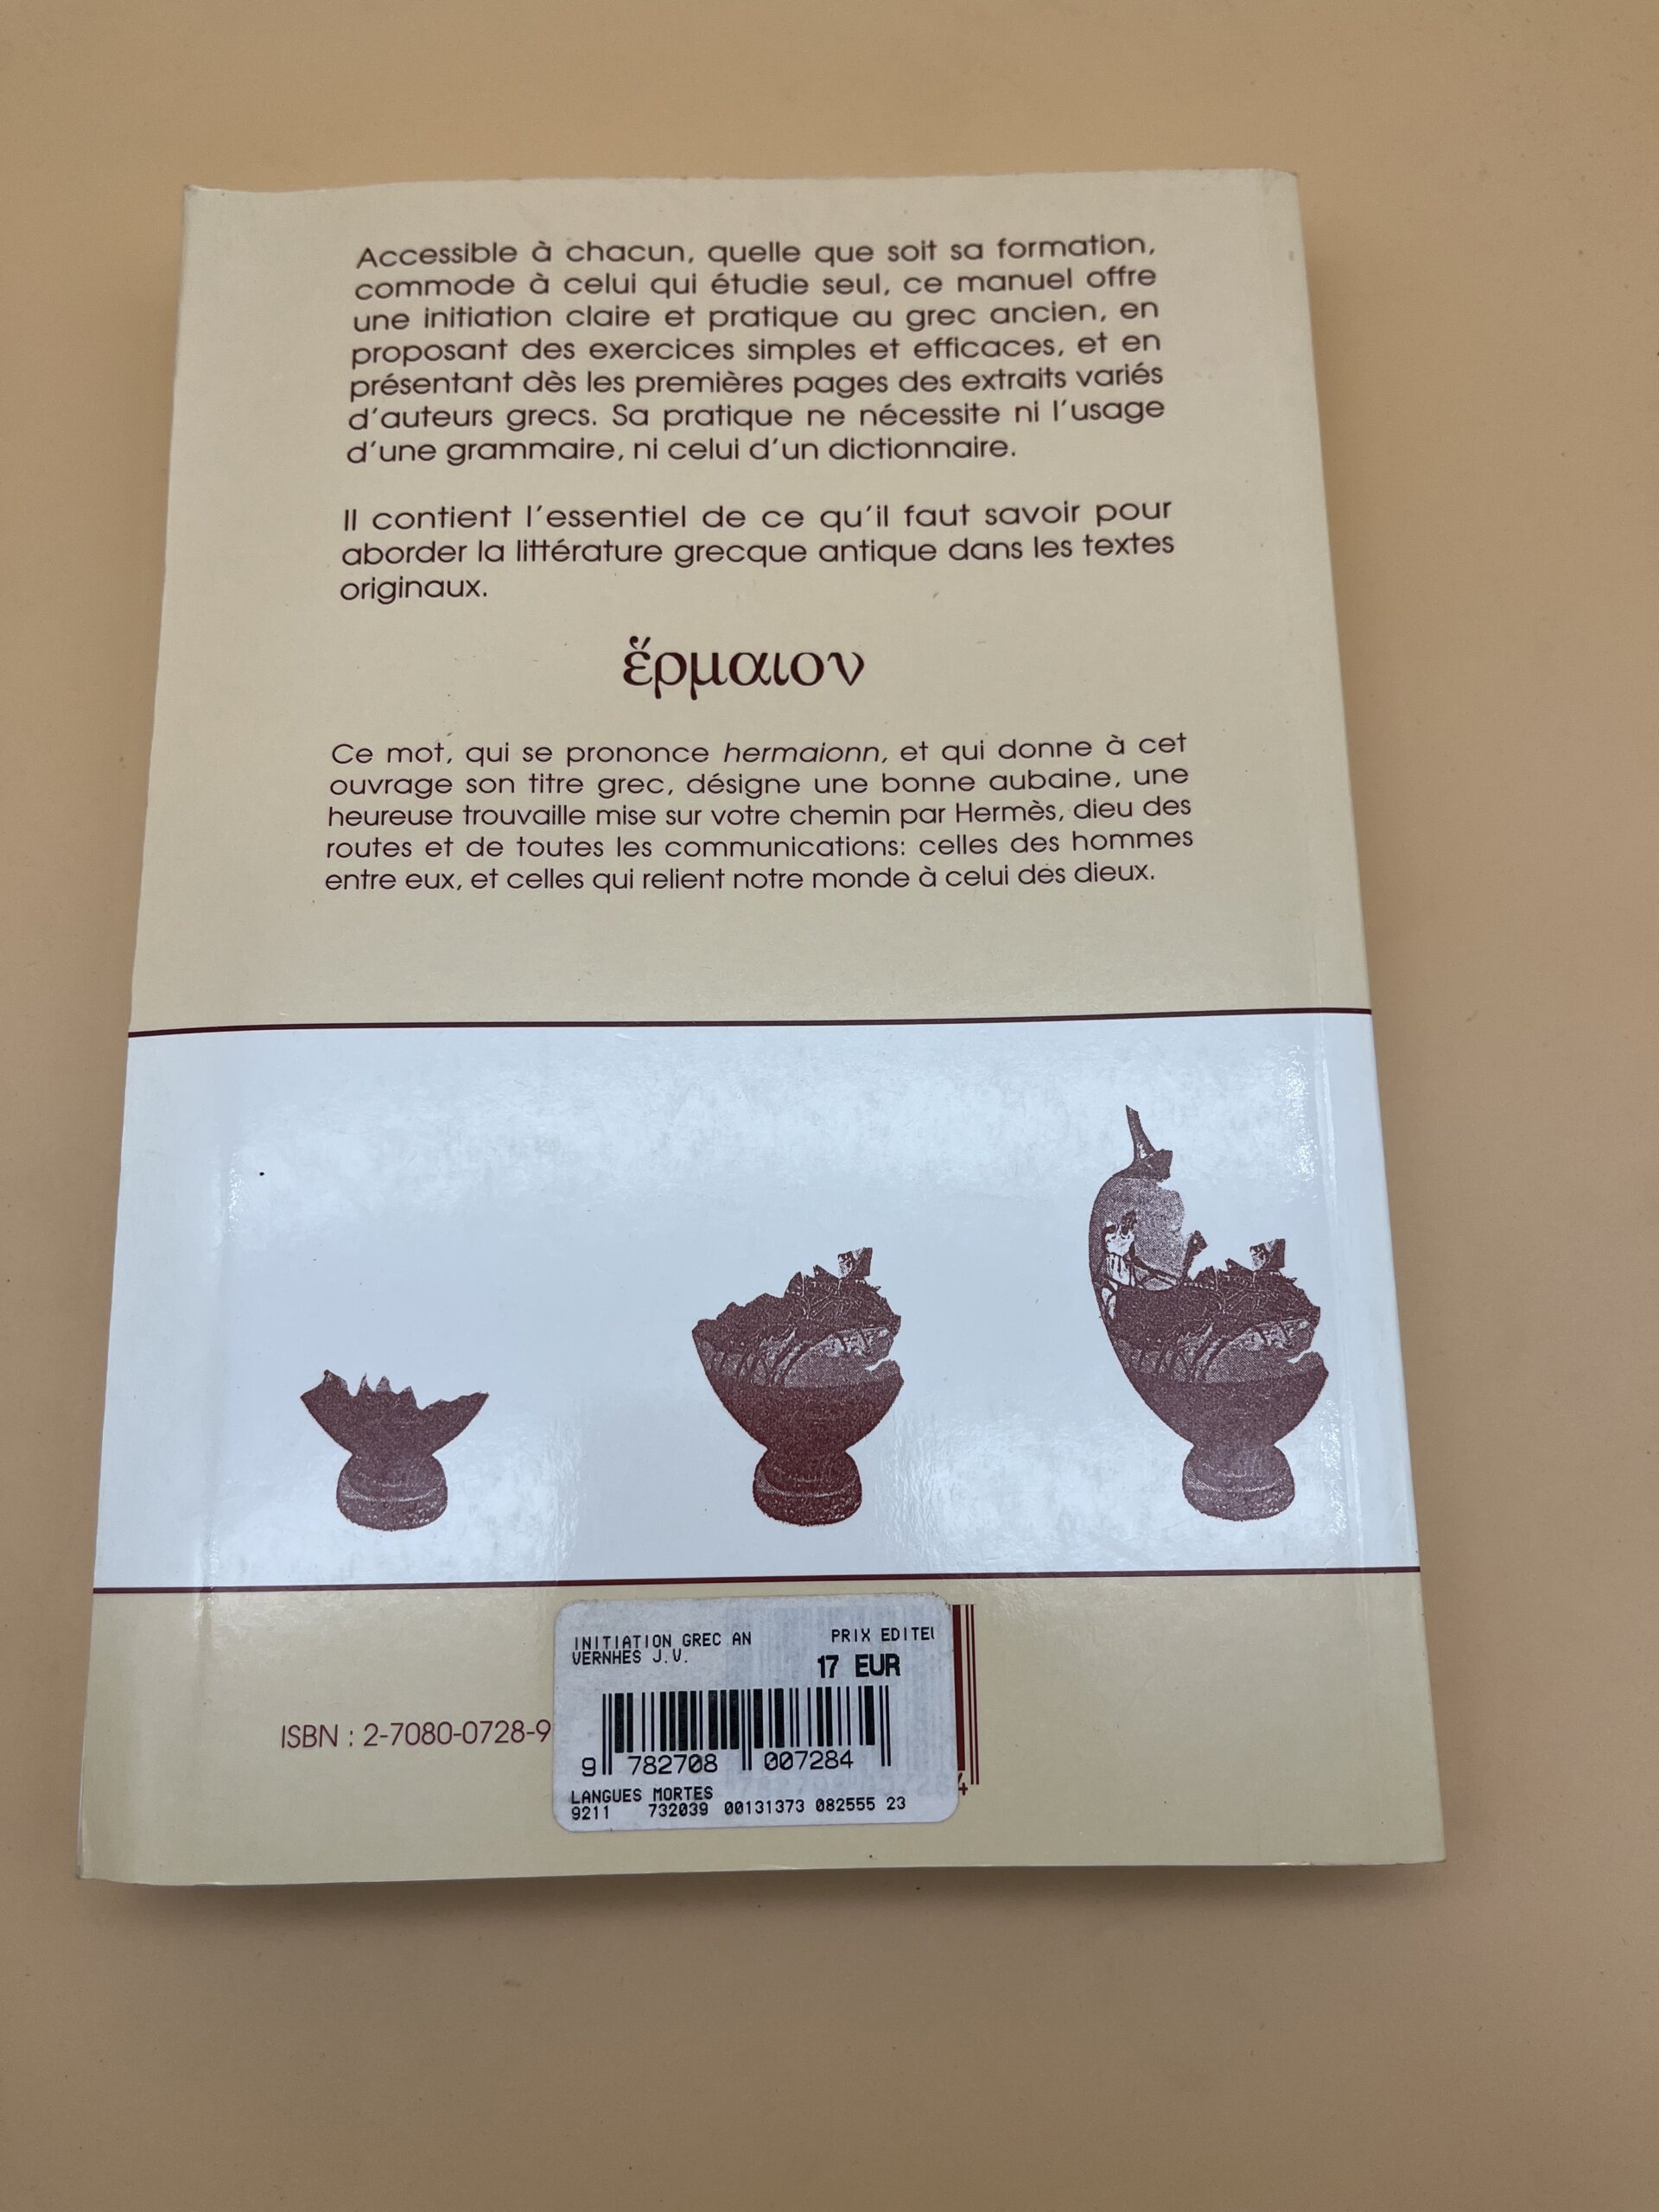 Accessible à chacun, quelle que soit sa formation,
commode à celui qui étudie seul, ce manuel offre
une initiation claire et pratique au grec ancien, en
proposant des exercices simples et efficaces, et en
présentant dès les premières pages des extraits variés
d'auteurs grecs. Sa pratique ne nécessite ni l'usage
d'une grammaire, ni celui d'un dictionnaire.
Il contient l'essentiel de ce qu'il faut savoir pour
aborder la littérature grecque antique dans les textes
originaux.
ἕρμαιον
Ce mot, qui se prononce hermaionn, et qui donne à cet
ouvrage son titre grec, désigne une bonne aubaine, une
heureuse trouvaille mise sur votre chemin par Hermès, dieu des
routes et de toutes les communications: celles des hommes
entre eux, et celles qui relient notre monde à celui des dieux.
INITIATION GREC AN PRIX EDITEU
VERNHES J.V. 17 EUR
ISBN : 2-7080-0728-9
9 782708 007284
4
LANGUES MORTES
9211 732039 00131373 082555 23